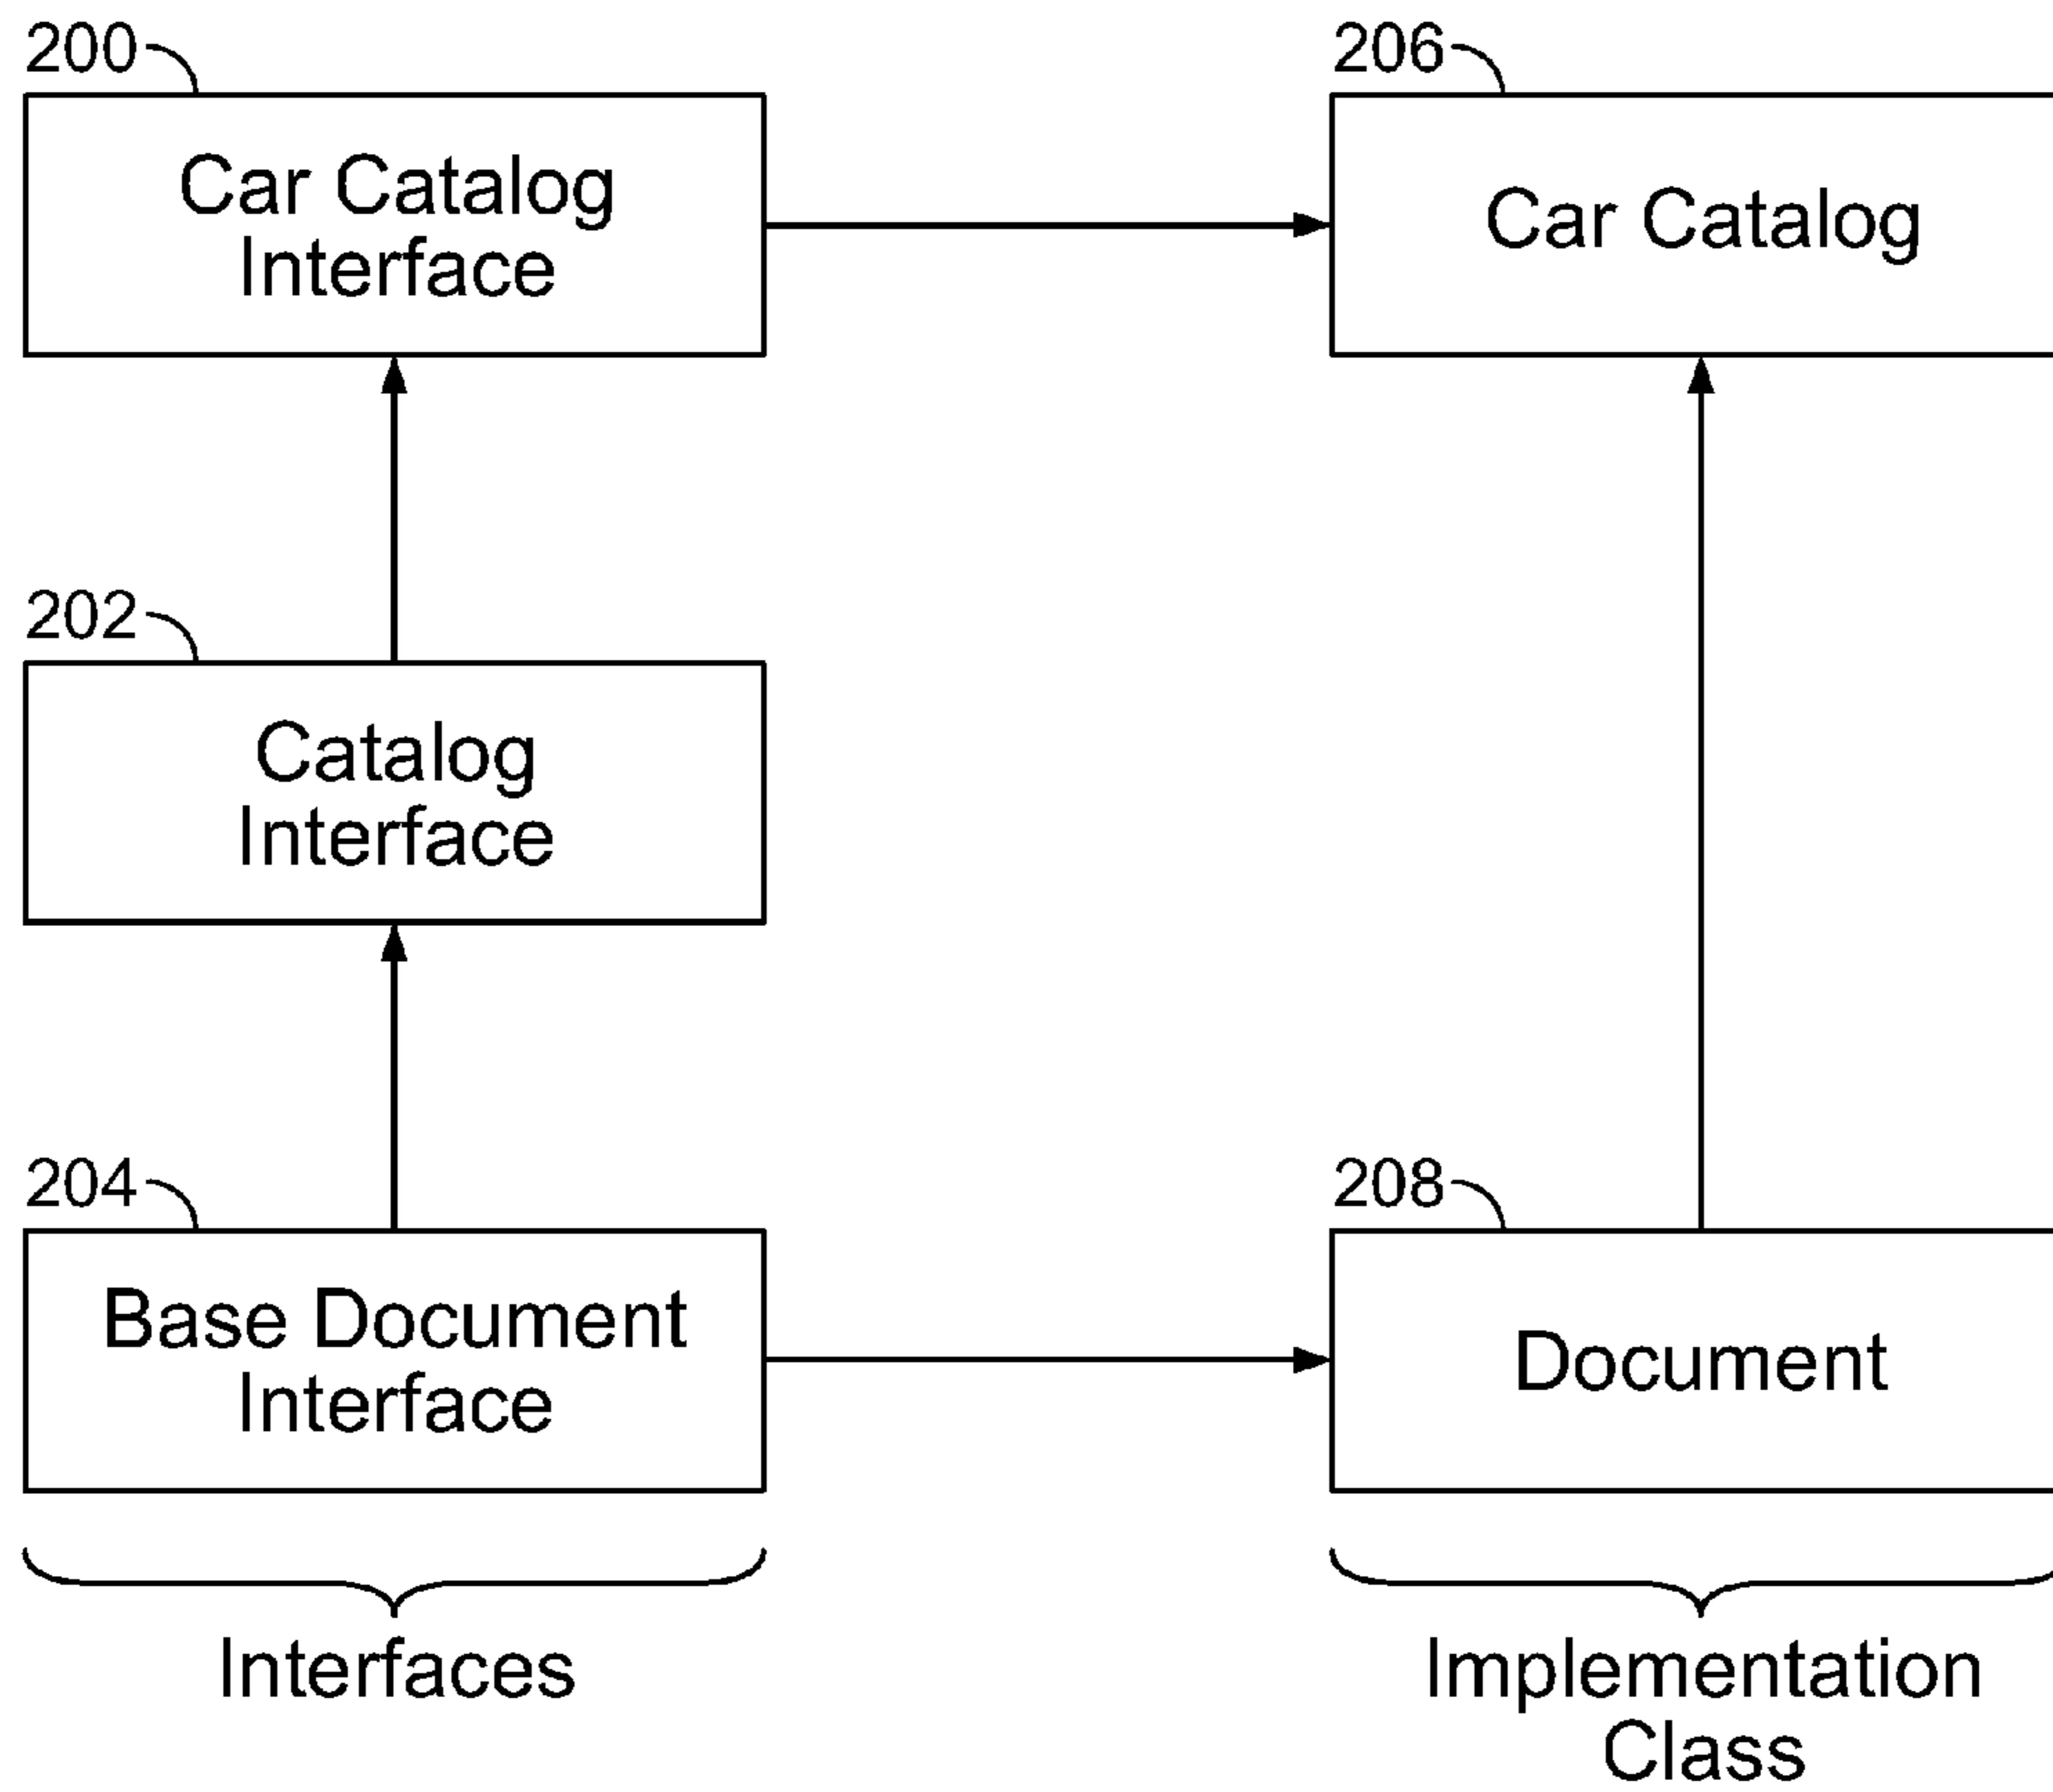 200
206
Car Catalog
Interface
Car Catalog
202
Catalog
Interface
204
208
Base Document
Interface
Document
Interfaces
Implementation
Class